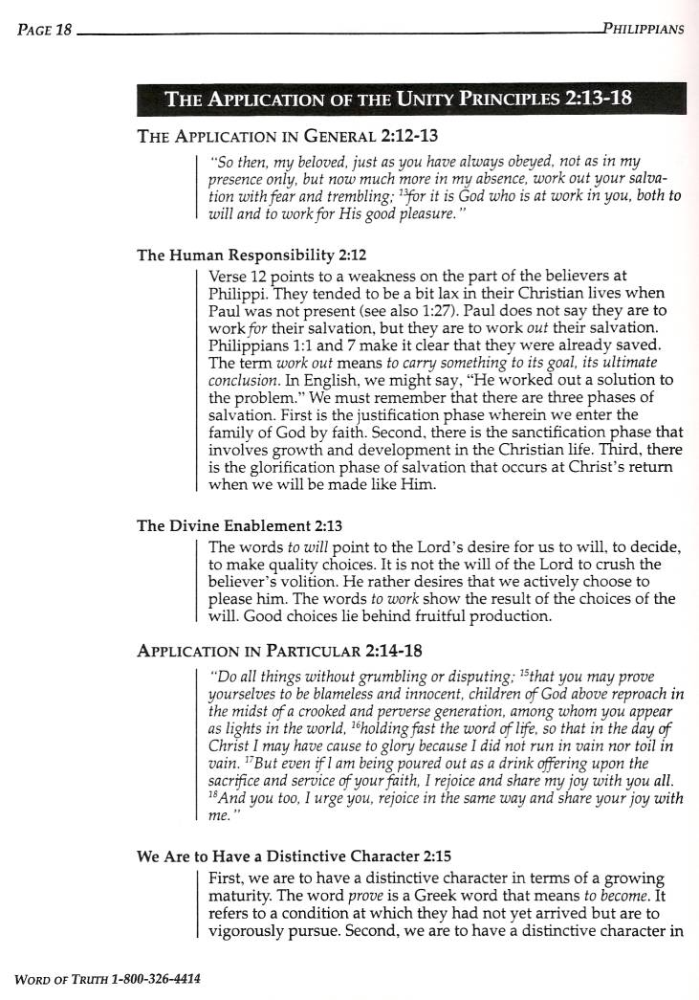 PAGE 18 PHILIPPIANS
THE APPLICATION OF THE UNITY PRINCIPLES 2:13-18
THE APPLICATION IN GENERAL 2:12-13
"So then, my beloved, just as you have always obeyed, not as in my
presence only, but now much more in my absence, work out your salva-
tion with fear and trembling; 13for it is God who is at work in you, both to
will and to work for His good pleasure."
The Human Responsibility 2:12
Verse 12 points to a weakness on the part of the believers at
Philippi. They tended to be a bit lax in their Christian lives when
Paul was not present (see also 1:27). Paul does not say they are to
work for their salvation, but they are to work out their salvation.
Philippians 1:1 and 7 make it clear that they were already saved.
The term work out means to carry something to its goal, its ultimate
conclusion. In English, we might say, “He worked out a solution to
the problem.” We must remember that there are three phases of
salvation. First is the justification phase wherein we enter the
family of God by faith. Second, there is the sanctification phase that
involves growth and development in the Christian life. Third, there
is the glorification phase of salvation that occurs at Christ’s return
when we will be made like Him.
The Divine Enablement 2:13
The words to will point to the Lord’s desire for us to will, to decide,
to make quality choices. It is not the will of the Lord to crush the
believer’s volition. He rather desires that we actively choose to
please him. The words to work show the result of the choices of the
will. Good choices lie behind fruitful production.
APPLICATION IN PARTICULAR 2:14-18
"Do all things without grumbling or disputing; 15that you may prove
yourselves to be blameless and innocent, children of God above reproach in
the midst of a crooked and perverse generation, among whom you appear
as lights in the world, 16holding fast the word of life, so that in the day of
Christ I may have cause to glory because I did not run in vain nor toil in
vain. 17But even if I am being poured out as a drink offering upon the
sacrifice and service of your faith, I rejoice and share my joy with you all.
18And you too, I urge you, rejoice in the same way and share your joy with
me."
We Are to Have a Distinctive Character 2:15
First, we are to have a distinctive character in terms of a growing
maturity. The word prove is a Greek word that means to become. It
refers to a condition at which they had not yet arrived but are to
vigorously pursue. Second, we are to have a distinctive character in
WORD OF TRUTH 1-800-326-4414